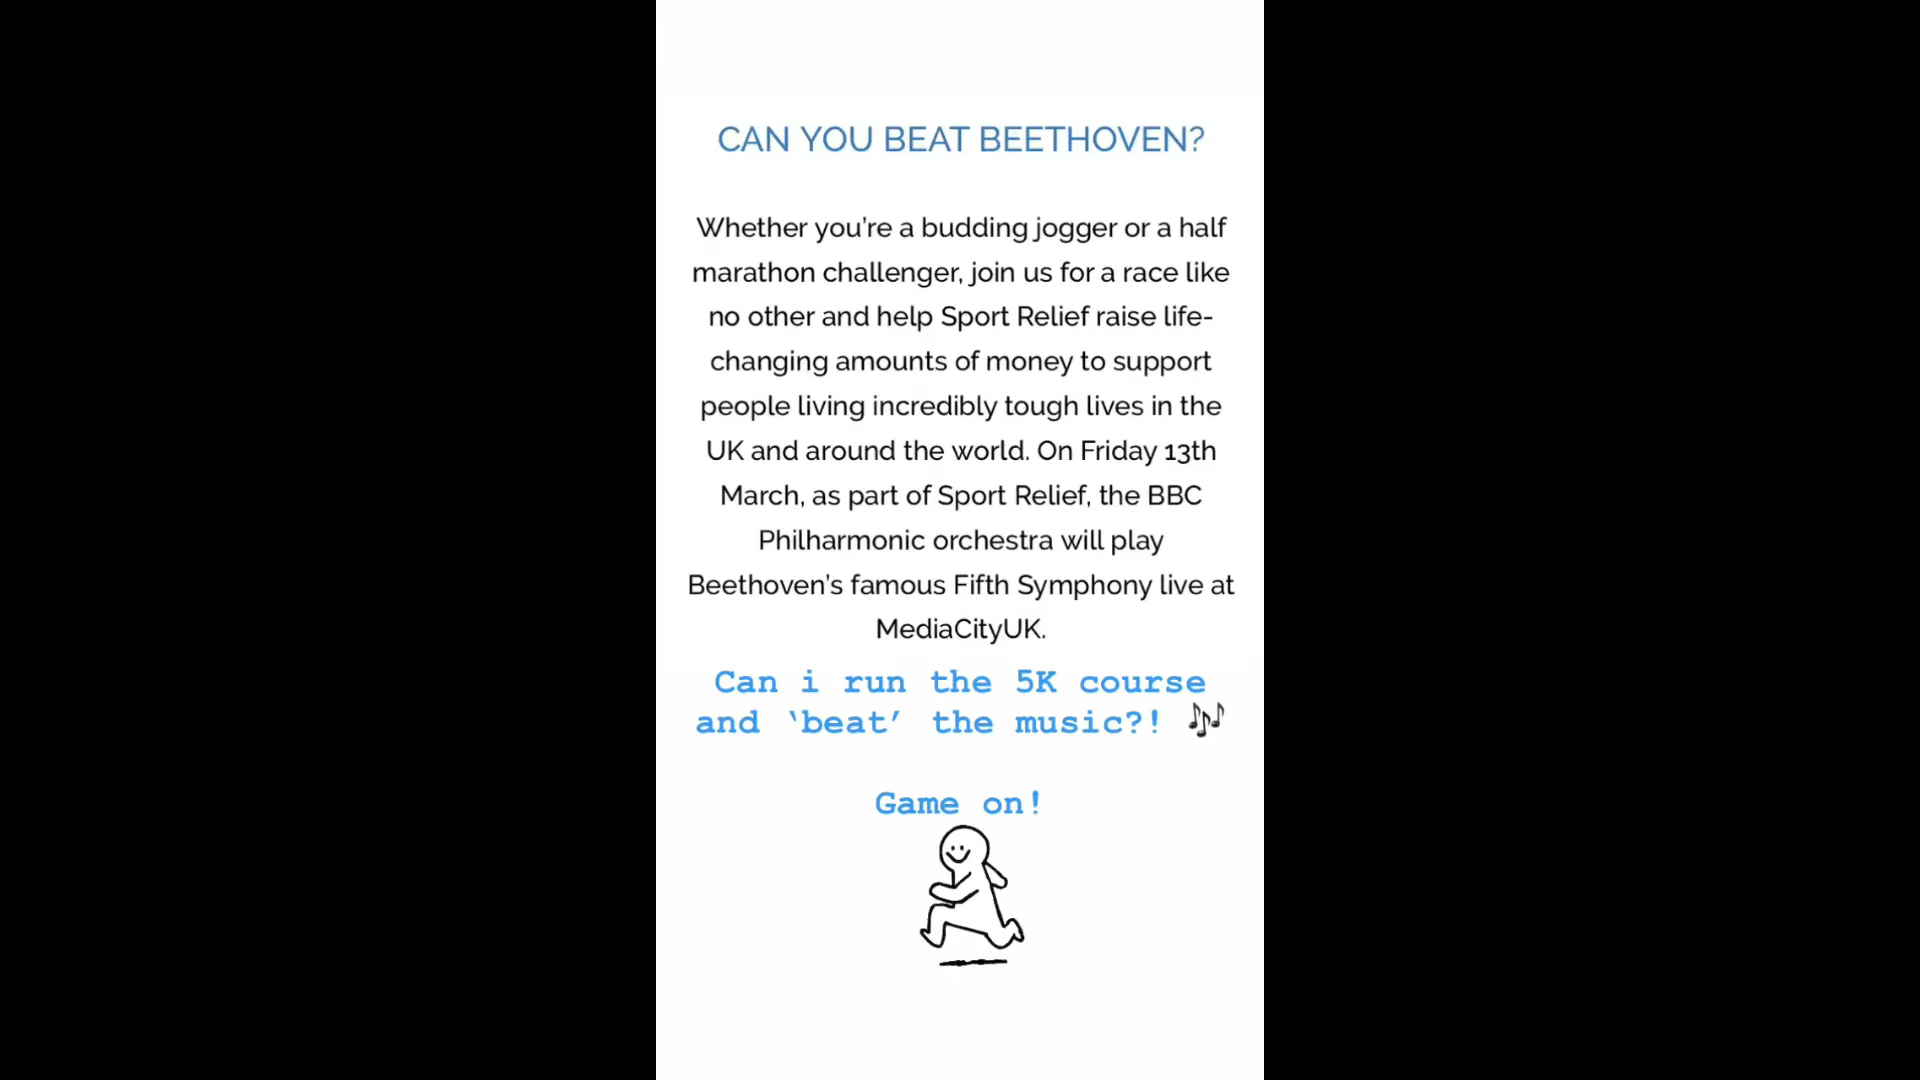 CAN YOU BEAT BEETHOVEN?
Whether you’re a budding jogger or a half
marathon challenger, join us for a race like
no other and help Sport Relief raise life-
changing amounts of money to support
people living incredibly tough lives in the
UK and around the world. On Friday 13th
March, as part of Sport Relief, the BBC
Philharmonic orchestra will play
Beethoven’s famous Fifth Symphony live at
MediaCityUK.
Can i run the 5K course
and ‘beat’ the music?! 🎶
Game on!